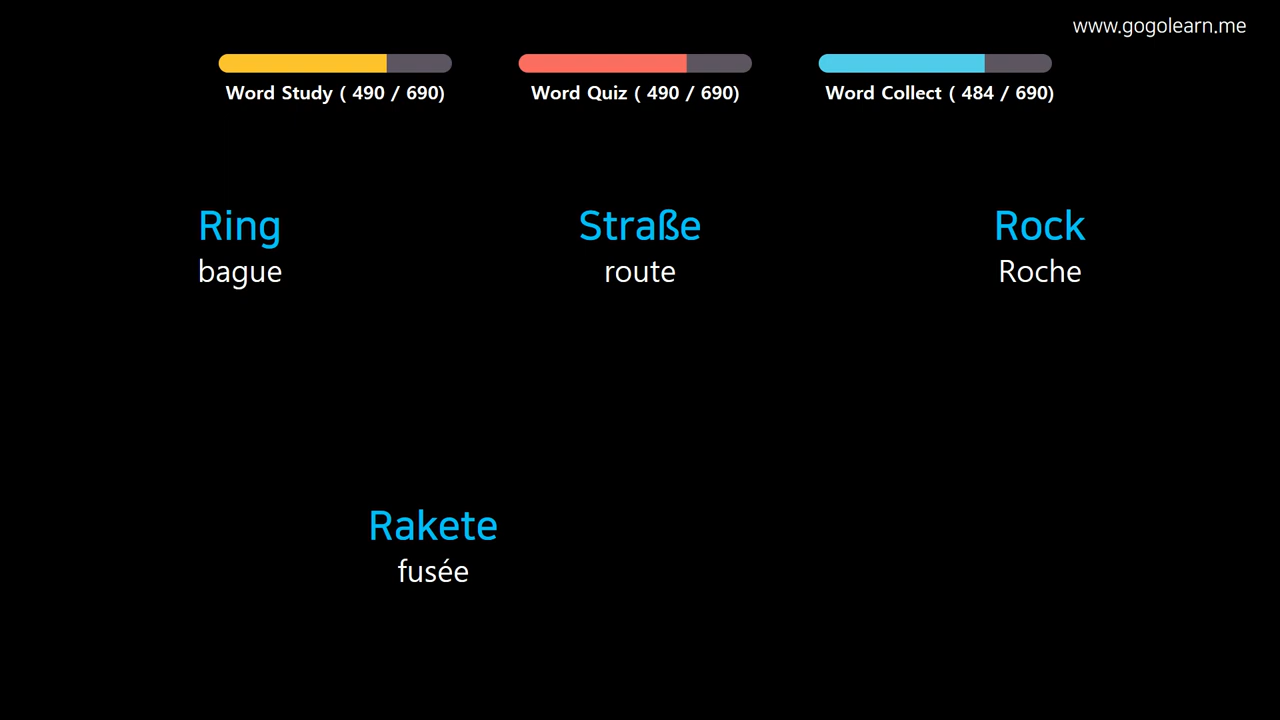 www.gogolearn.me
Word Study ( 490 / 690)
Word Quiz ( 490 / 690)
Word Collect ( 484 / 690)
Ring
bague
Straße
route
Rock
Roche
Rakete
fusée